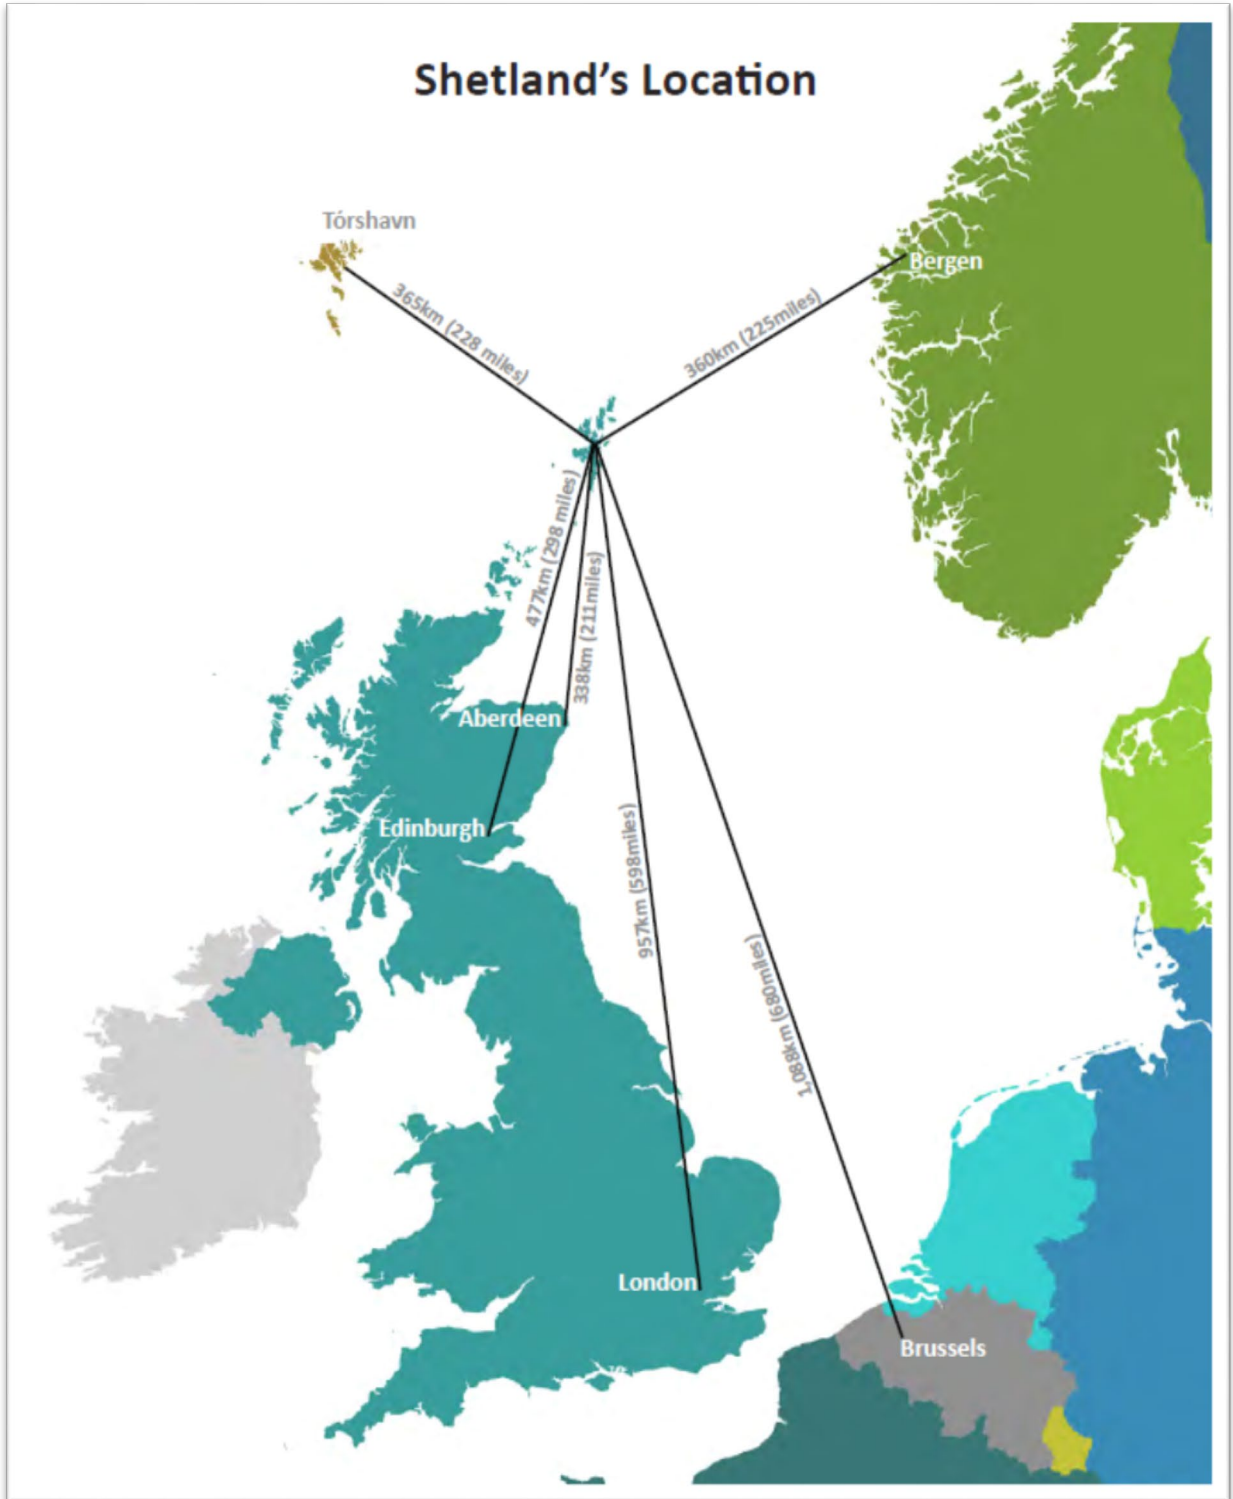 Shetland's Location
Tórshavn
Bergen
365km (228 miles)
360km (225miles)
477km (298 miles)
338km (211miles)
Aberdeen
Edinburgh
957km (598miles)
1,088km (680miles)
London
Brussels